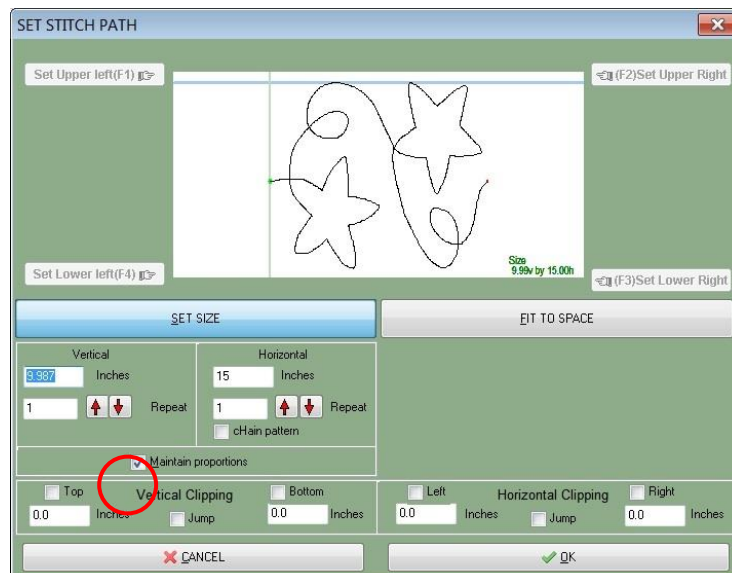 SET STITCH PATH
Set Upper left(F1)
(F2)Set Upper Right
Size
9.99v by 15.00h
Set Lower left(F4)
(F3)Set Lower Right
SET SIZE
FIT TO SPACE
Vertical
Horizontal
9.987 Inches
15 Inches
1 Repeat
1 Repeat
cHain pattern
Maintain proportions
Top Vertical Clipping Bottom
Left Horizontal Clipping Right
0.0 Inches Jump 0.0 Inches
0.0 Inches Jump 0.0 Inches
CANCEL
OK